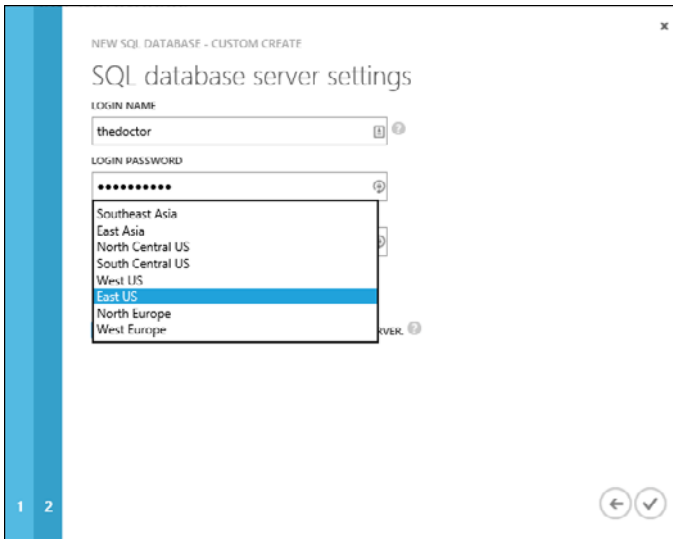 NEW SQL DATABASE - CUSTOM CREATE
SQL database server settings
LOGIN NAME
thedoctor
LOGIN PASSWORD
••••••••••
Southeast Asia
East Asia
North Central US
South Central US
West US
East US
North Europe
West Europe
RVER.
1 2